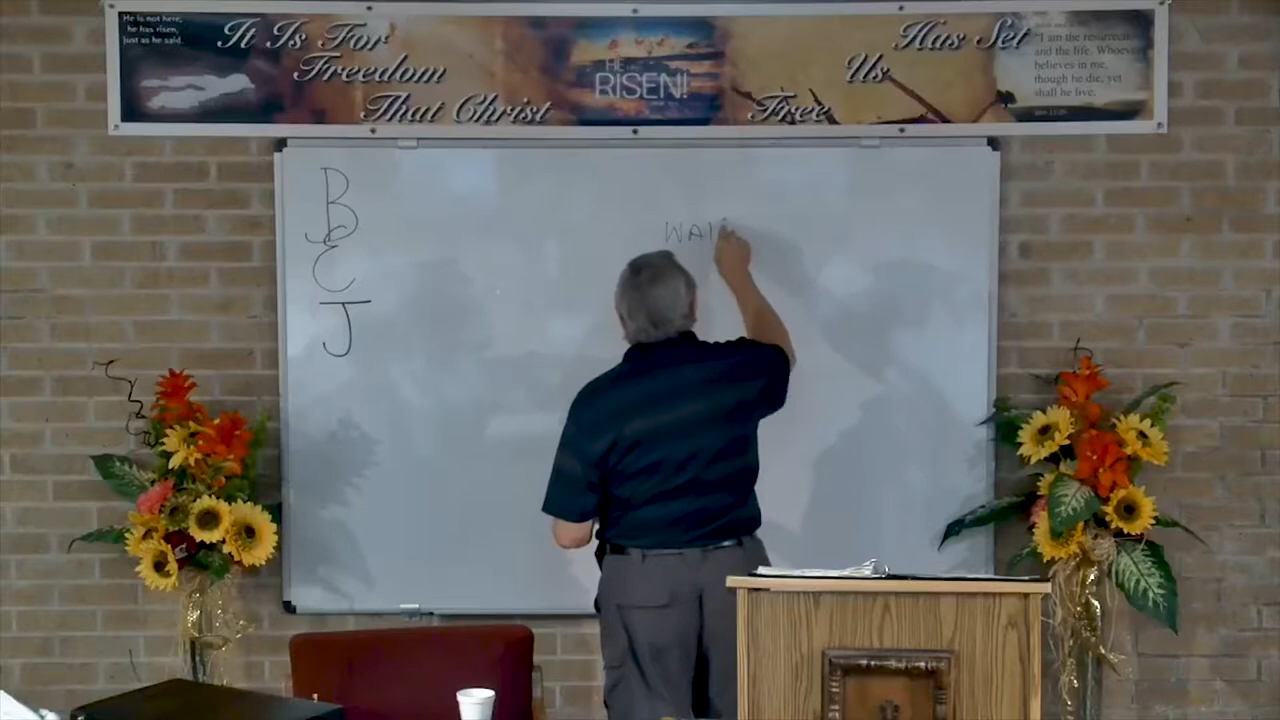 He is not here,
he has risen,
just as he said.
It Is For
Freedom
That Christ
HE IS
RISEN!
Has Set
Us
Free
"I am the resurrection
and the life. Whoever
believes in me,
though he die, yet
shall he live.
B
E
J
WAI